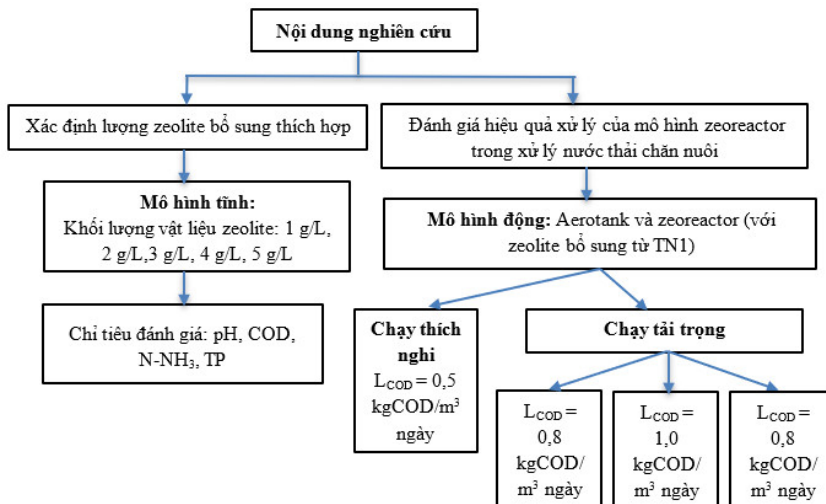 Nội dung nghiên cứu
Xác định lượng zeolite bổ sung thích hợp
Đánh giá hiệu quả xử lý của mô hình zeoreactor
trong xử lý nước thải chăn nuôi
Mô hình tĩnh:
Khối lượng vật liệu zeolite: 1 g/L,
2 g/L,3 g/L, 4 g/L, 5 g/L
Mô hình động: Aerotank và zeoreactor (với
zeolite bổ sung từ TN1)
Chỉ tiêu đánh giá: pH, COD,
N-NH₃, TP
Chạy thích
nghi
L_COD = 0,5
kgCOD/m³
ngày
Chạy tải trọng
L_COD =
0,8
kgCOD/
m³ ngày
L_COD =
1,0
kgCOD/
m³ ngày
L_COD =
0,8
kgCOD/
m³ ngày